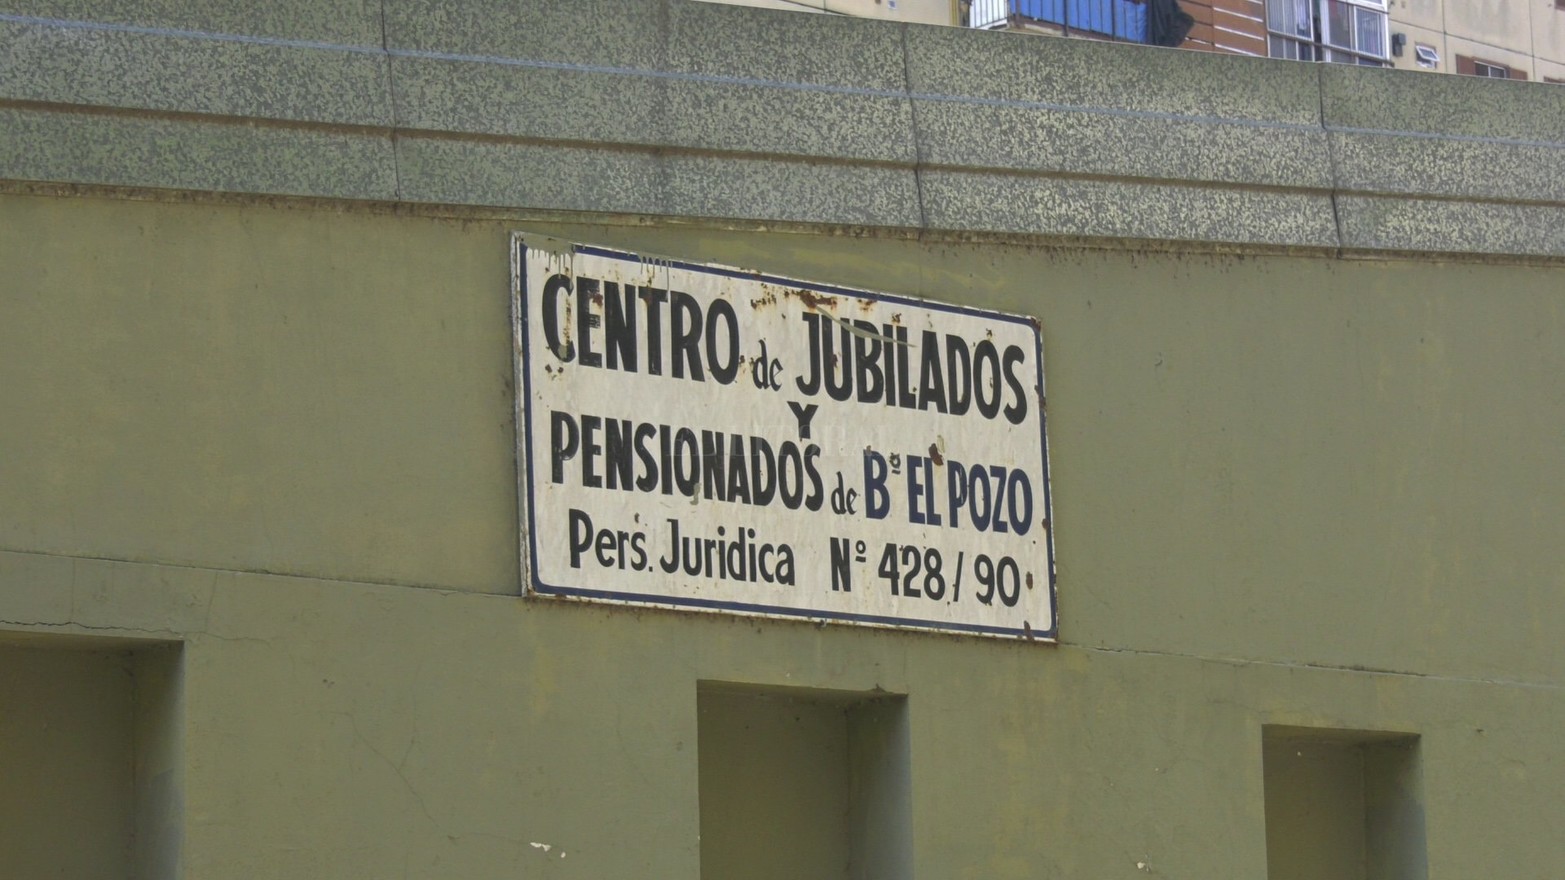 CENTRO de JUBILADOS
Y
PENSIONADOS de Bº EL POZO
Pers. Juridica Nº 428/90